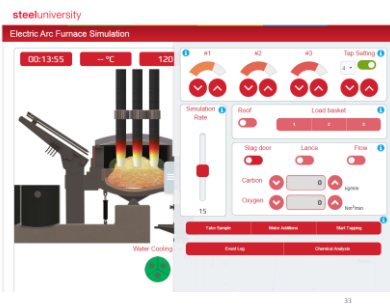 steeluniversity
Electric Arc Furnace Simulation
00:13:55
-- °C
120
#1 #2 #3 Tap Setting
4
Simulation Rate
15
Roof
Load basket
1 2 3
Slag door Lance Flow
Carbon 0 kg/min
Oxygen 0 Nm³/min
Take Sample Make Additions Start Tapping
Event Log Chemical Analysis
Water Cooling
33